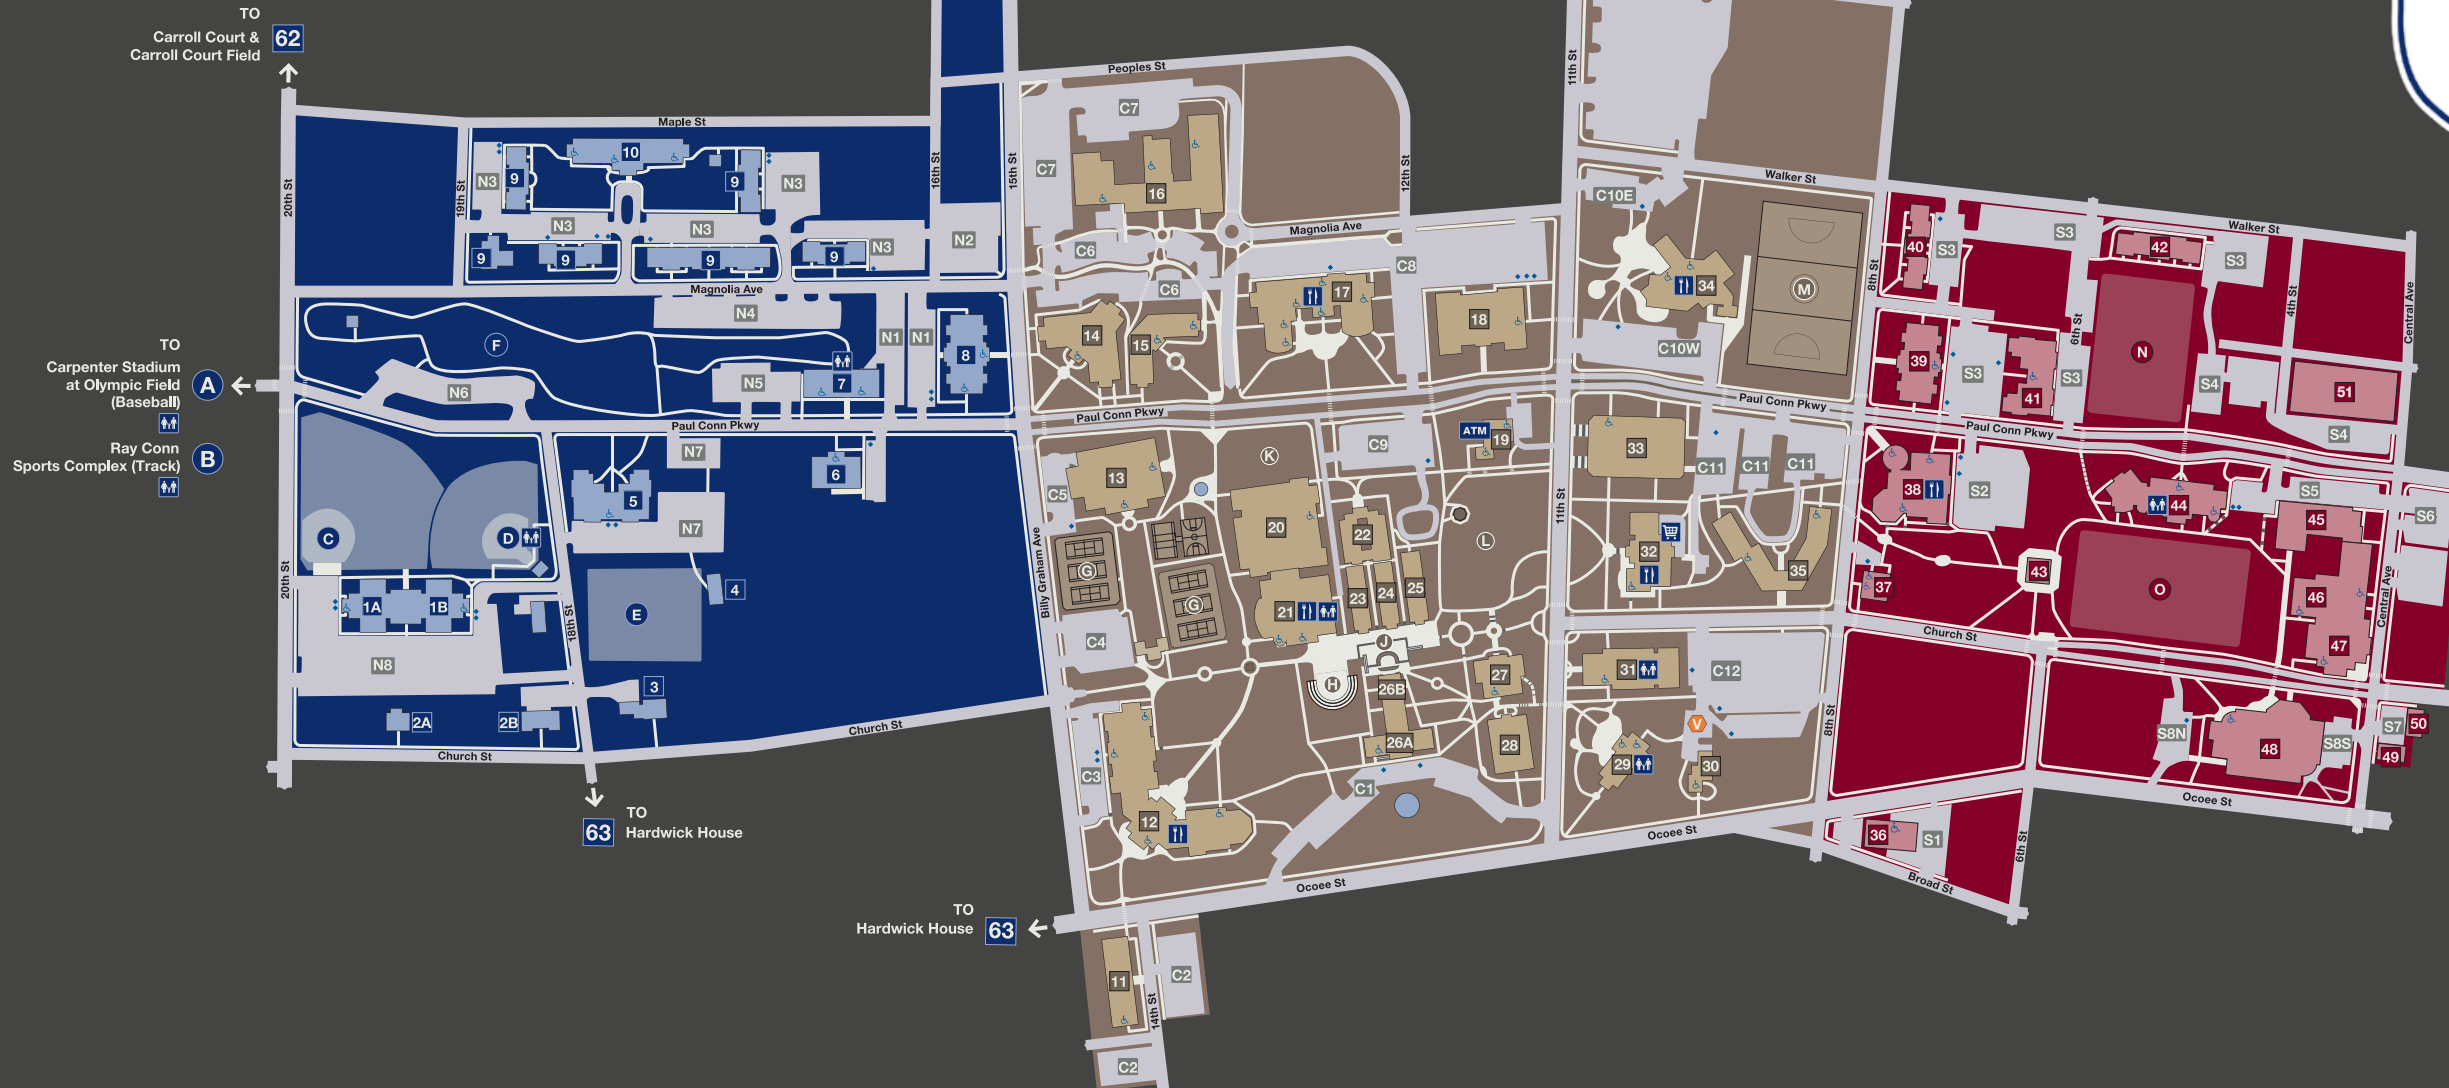 TO
Carroll Court &
Carroll Court Field
62
Peoples St
11th St
C7
Maple St
10
16th St
15th St
C7
12th St
Walker St
20th St
19th St
N3
9
9
N3
16
C10E
N3
N3
N2
Magnolia Ave
S3
Walker St
9
9
9
9
N3
C6
C8
34
M
8th St
40
S3
42
S3
Magnolia Ave
C6
17
4th St
Central Ave
N4
F
N1
N1
8
14
15
18
C10W
39
S3
41
6th St
S3
N
TO
Carpenter Stadium
at Olympic Field
(Baseball)
A
N6
N5
7
S4
51
Paul Conn Pkwy
Paul Conn Pkwy
Paul Conn Pkwy
Paul Conn Pkwy
S4
Ray Conn
Sports Complex (Track)
B
N7
6
K
C9
ATM
19
33
C11
C11
C11
5
N7
C5
13
38
S2
44
S5
C
D
20
22
L
11th St
32
35
45
S6
20th St
1A
1B
E
4
18th St
Billy Graham Ave
G
G
21
23
24
25
37
43
O
46
Central Ave
N8
C4
J
Church St
47
3
H
26B
27
31
C12
2A
2B
Church St
Church St
26A
28
V
29
30
8th St
S8N
48
S8S
S7
50
49
C3
C1
12
Ocoee St
TO
Hardwick House
63
Ocoee St
36
S1
6th St
Ocoee St
Broad St
TO
Hardwick House
63
11
C2
14th St
C2